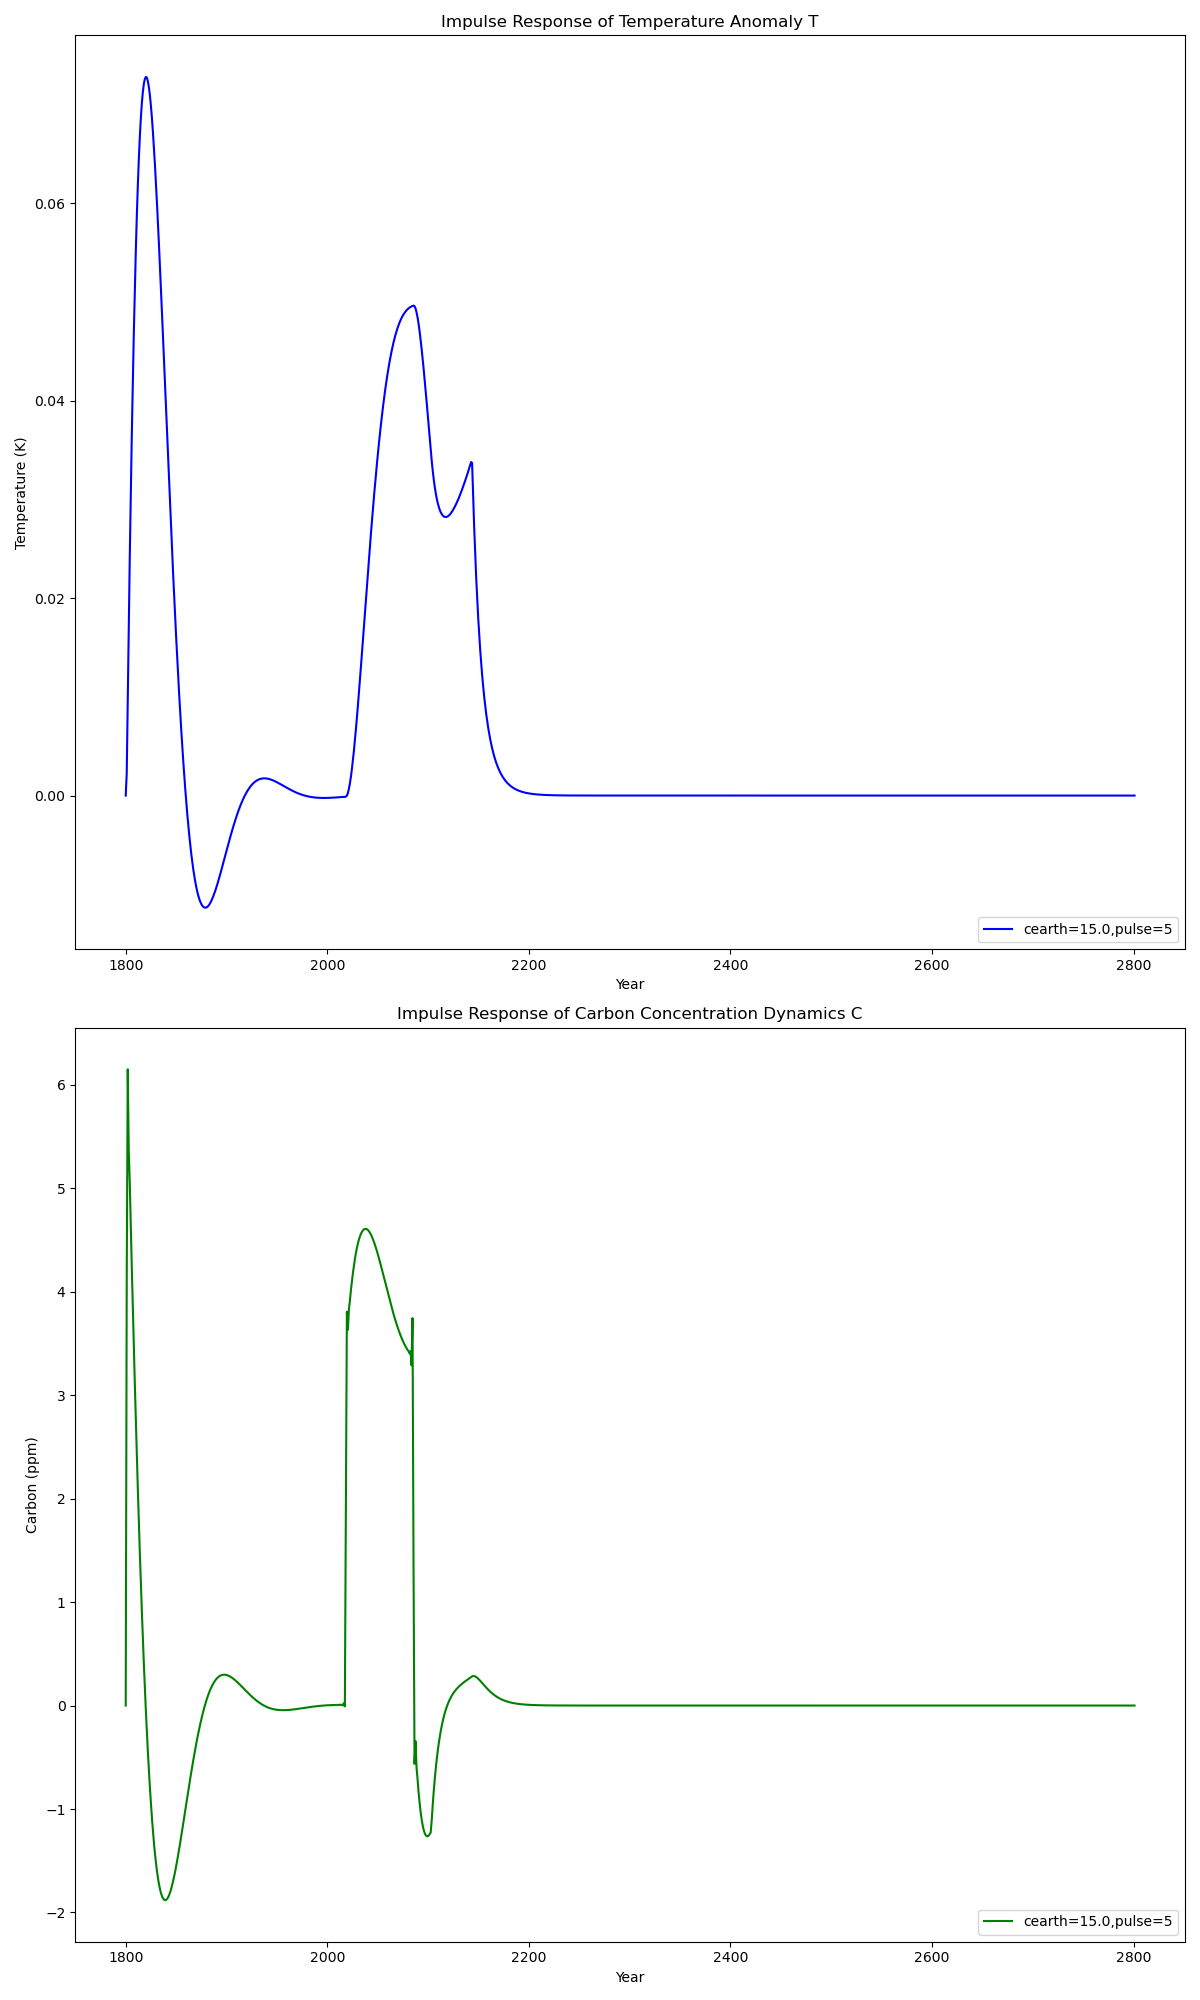 Impulse Response of Temperature Anomaly T
0.06
0.04
0.02
0.00
Temperature (K)
cearth=15.0,pulse=5
1800 2000 2200 2400 2600 2800
Year
Impulse Response of Carbon Concentration Dynamics C
6
5
4
3
2
1
0
−1
−2
Carbon (ppm)
cearth=15.0,pulse=5
1800 2000 2200 2400 2600 2800
Year